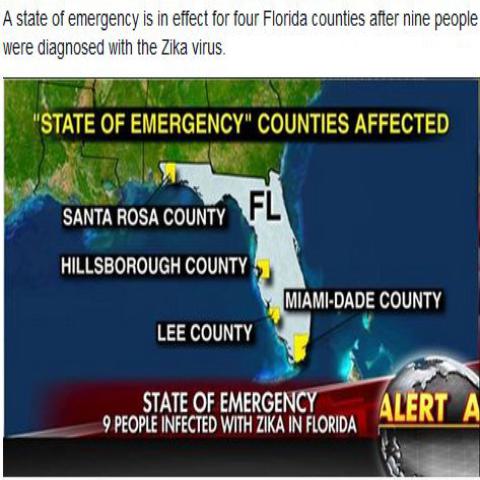 A state of emergency is in effect for four Florida counties after nine people
were diagnosed with the Zika virus.
"STATE OF EMERGENCY" COUNTIES AFFECTED
FL
SANTA ROSA COUNTY
HILLSBOROUGH COUNTY
MIAMI-DADE COUNTY
LEE COUNTY
STATE OF EMERGENCY
9 PEOPLE INFECTED WITH ZIKA IN FLORIDA
ALERT A